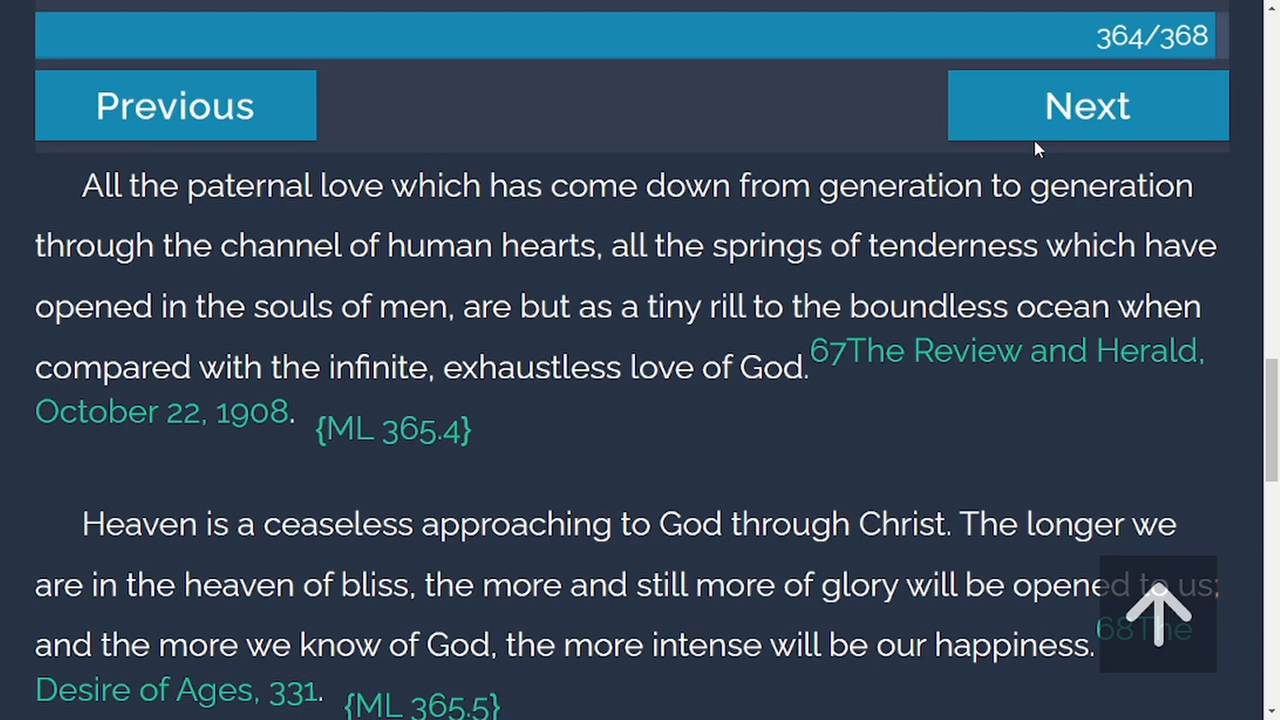 364/368
Previous
Next
All the paternal love which has come down from generation to generation
through the channel of human hearts, all the springs of tenderness which have
opened in the souls of men, are but as a tiny rill to the boundless ocean when
compared with the infinite, exhaustless love of God.67The Review and Herald,
October 22, 1908. {ML 365.4}
Heaven is a ceaseless approaching to God through Christ. The longer we
are in the heaven of bliss, the more and still more of glory will be opened to us;
and the more we know of God, the more intense will be our happiness.68The
Desire of Ages, 331. {ML 365.5}